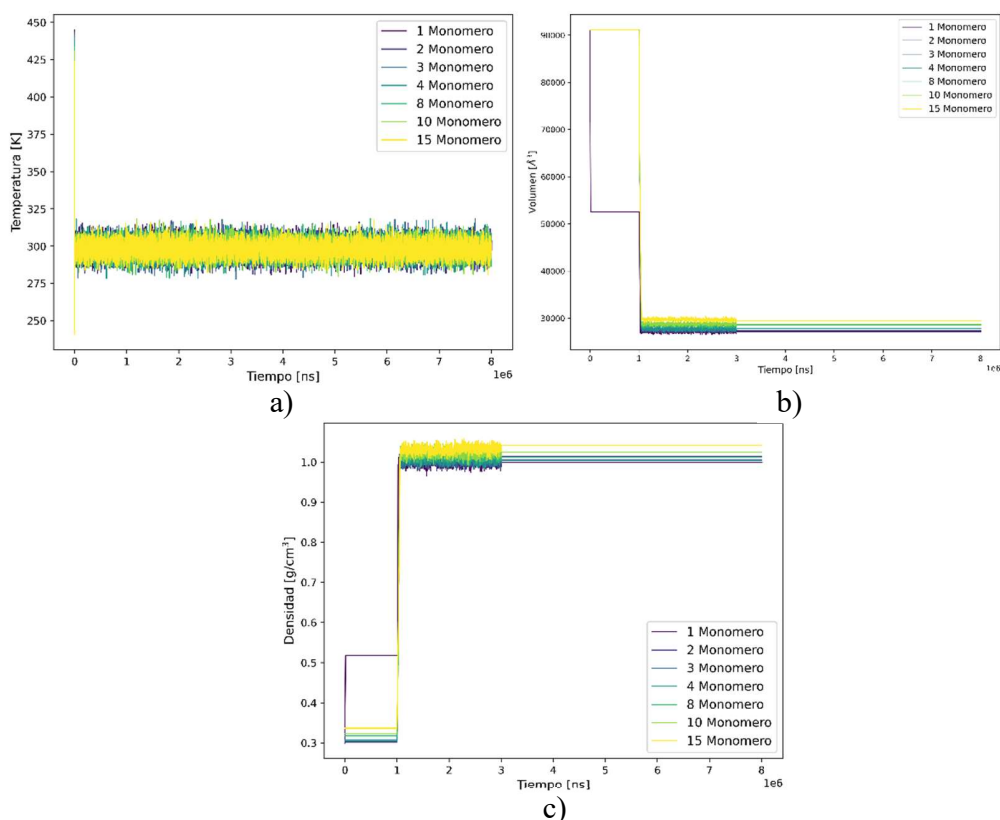 450
425
400
375
350
325
300
275
250
Temperatura [K]
0 1 2 3 4 5 6 7 8
1e6
Tiempo [ns]
1 Monomero
2 Monomero
3 Monomero
4 Monomero
8 Monomero
10 Monomero
15 Monomero
a)
90000
80000
70000
60000
50000
40000
30000
0 1 2 3 4 5 6 7 8
1e6
Tiempo [ns]
1 Monomero
2 Monomero
3 Monomero
4 Monomero
8 Monomero
10 Monomero
15 Monomero
b)
1.0
0.9
0.8
0.7
0.6
0.5
0.4
0.3
Densidad [g/cm³]
0 1 2 3 4 5 6 7 8
1e6
Tiempo [ns]
1 Monomero
2 Monomero
3 Monomero
4 Monomero
8 Monomero
10 Monomero
15 Monomero
c)